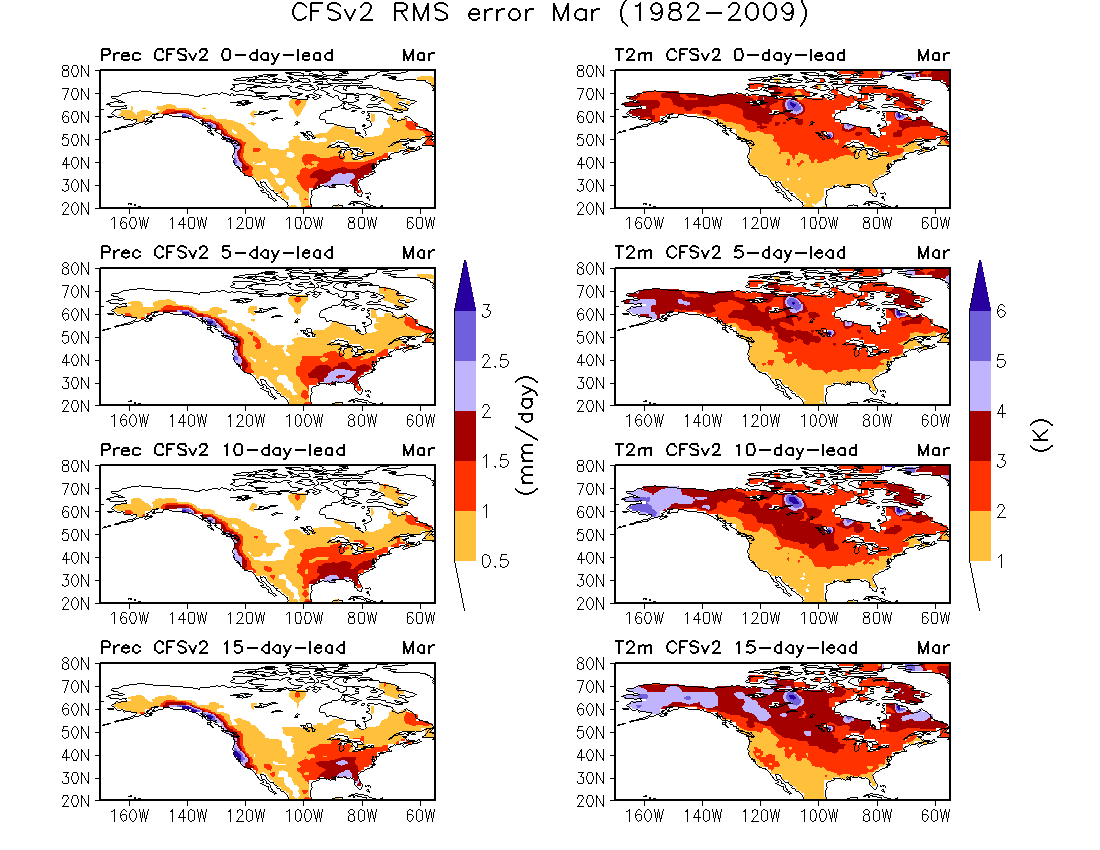 CFSv2 RMS error Mar (1982−2009)
Prec CFSv2 0−day−lead Mar
80N
70N
60N
50N
40N
30N
20N
160W 140W 120W 100W 80W 60W
T2m CFSv2 0−day−lead Mar
80N
70N
60N
50N
40N
30N
20N
160W 140W 120W 100W 80W 60W
Prec CFSv2 5−day−lead Mar
80N
70N
60N
50N
40N
30N
20N
160W 140W 120W 100W 80W 60W
T2m CFSv2 5−day−lead Mar
80N
70N
60N
50N
40N
30N
20N
160W 140W 120W 100W 80W 60W
Prec CFSv2 10−day−lead Mar
80N
70N
60N
50N
40N
30N
20N
160W 140W 120W 100W 80W 60W
T2m CFSv2 10−day−lead Mar
80N
70N
60N
50N
40N
30N
20N
160W 140W 120W 100W 80W 60W
Prec CFSv2 15−day−lead Mar
80N
70N
60N
50N
40N
30N
20N
160W 140W 120W 100W 80W 60W
T2m CFSv2 15−day−lead Mar
80N
70N
60N
50N
40N
30N
20N
160W 140W 120W 100W 80W 60W
3
2.5
2
1.5
1
0.5
(mm/day)
6
5
4
3
2
1
(K)